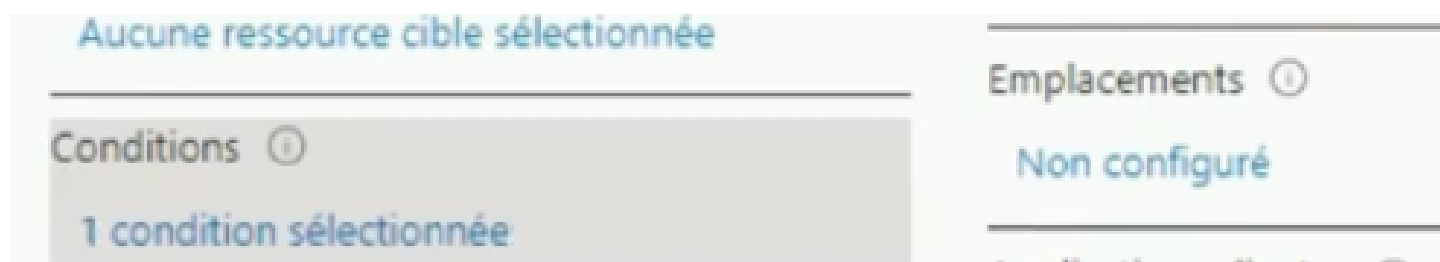 Aucune ressource cible sélectionnée
Conditions
1 condition sélectionnée
Emplacements
Non configuré